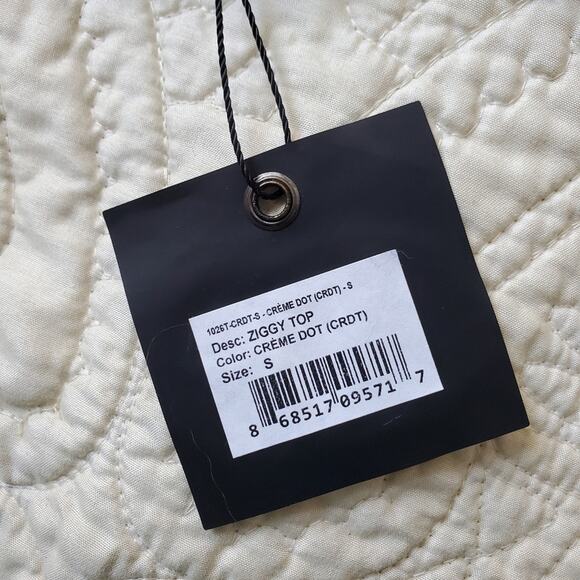 1026T-CRDT-S - CRÈME DOT (CRDT) - S
Desc: ZIGGY TOP
Color: CRÈME DOT (CRDT)
Size: S
8 68517 09571 7